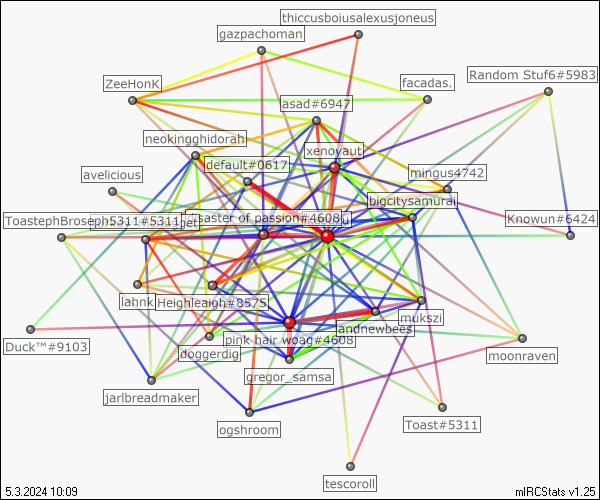 thiccusboiusalexusjoneus
gazpachoman
ZeeHonK
facadas.
Random Stuf6#5983
asad#6947
neokingghidorah
xenoyaut
default#0617
avelicious
mingus4742
bigcitysamurai
ToastephBroseph5311#5311
get
saster of passion#4608
Knowun#6424
lahnk
Heighleaigh#8575
mukszi
andnewbees
pink hair woag#4608
Duck™#9103
doggerdig
moonraven
gregor_samsa
jarlbreadmaker
ogshroom
Toast#5311
tescoroll
5.3.2024 10:09
mIRCStats v1.25